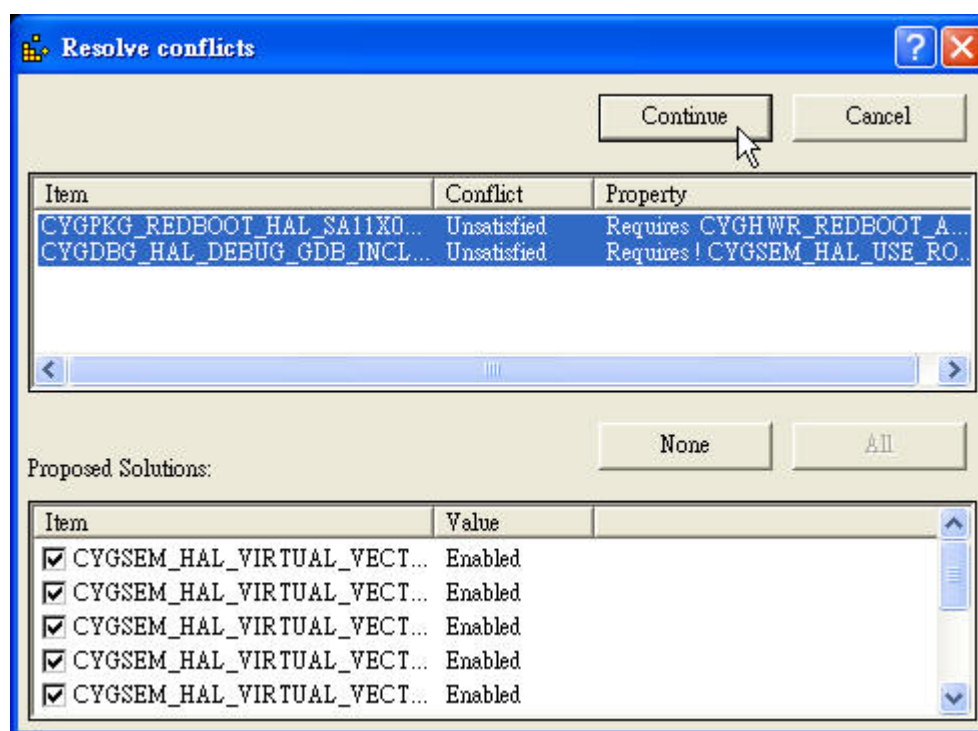 Resolve conflicts
Continue Cancel
Item Conflict Property
CYGPKG_REDBOOT_HAL_SA11X0... Unsatisfied Requires CYGHWR_REDBOOT_A...
CYGDBG_HAL_DEBUG_GDB_INCL... Unsatisfied Requires ! CYGSEM_HAL_USE_RO...
None All
Proposed Solutions:
Item Value
CYGSEM_HAL_VIRTUAL_VECT... Enabled
CYGSEM_HAL_VIRTUAL_VECT... Enabled
CYGSEM_HAL_VIRTUAL_VECT... Enabled
CYGSEM_HAL_VIRTUAL_VECT... Enabled
CYGSEM_HAL_VIRTUAL_VECT... Enabled